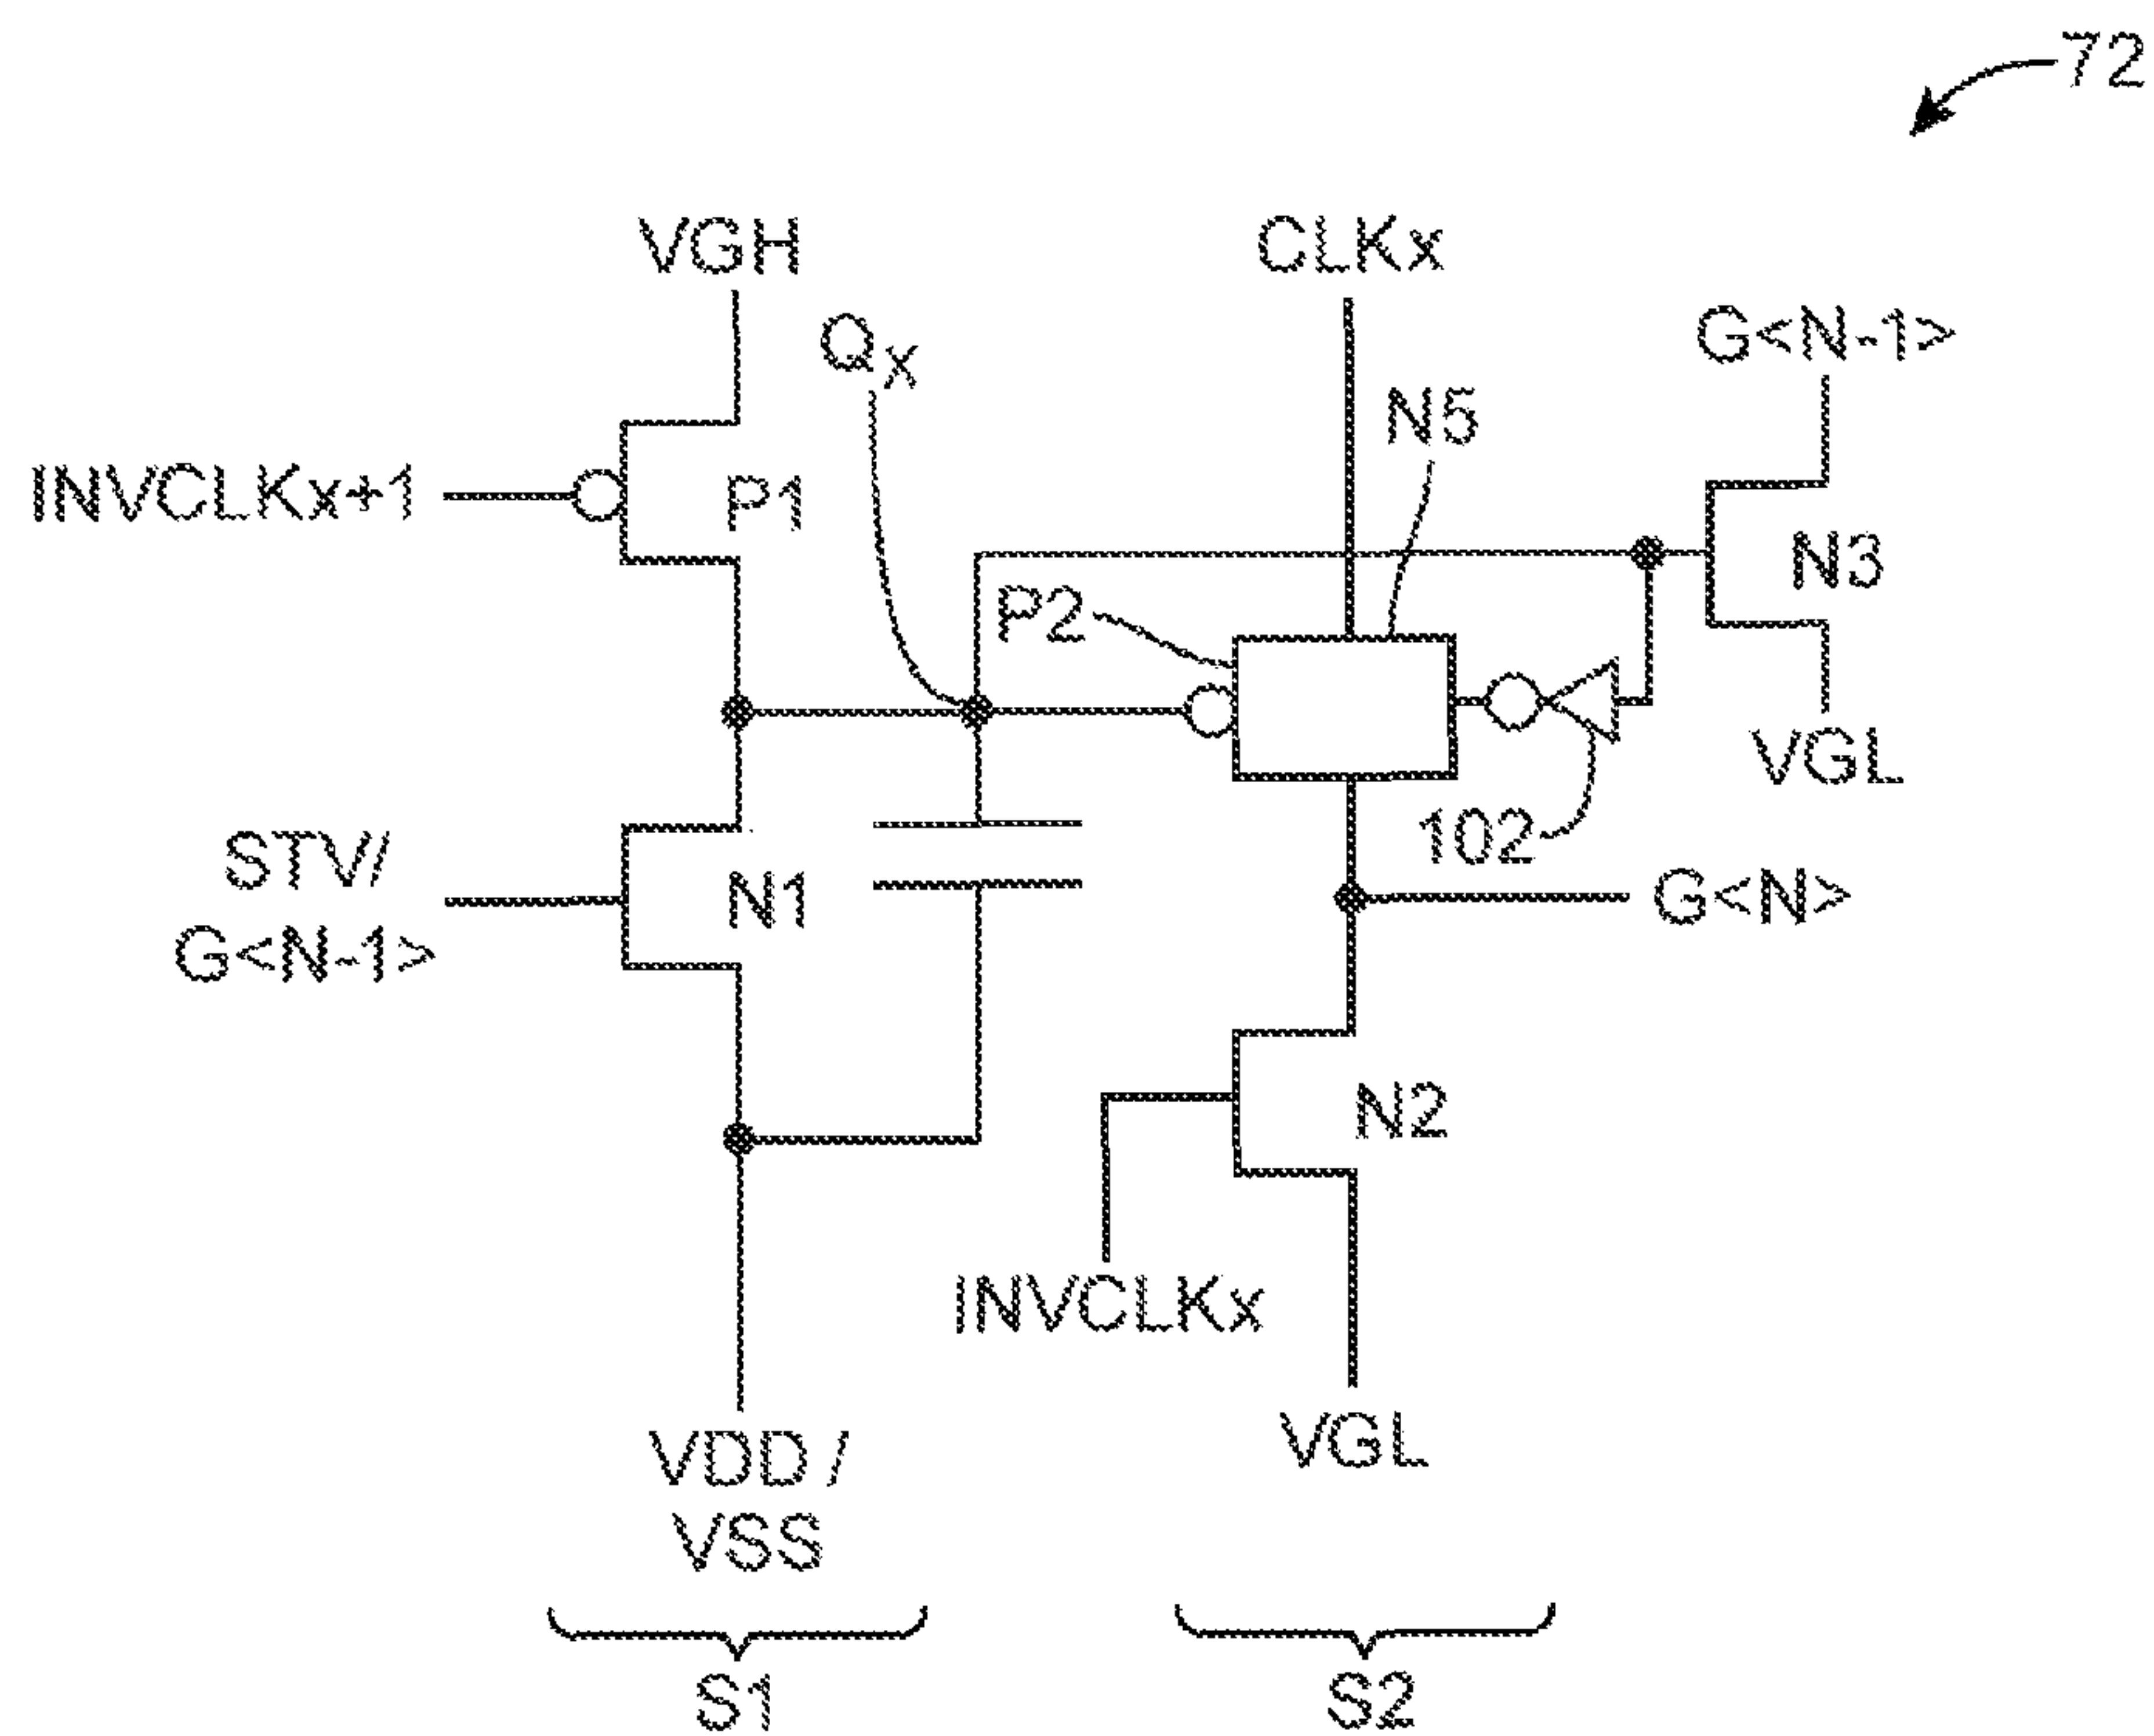 72
VGH
CLKx
QX
G<N-1>
N5
INVCLKx+1
P1
N3
P2
VGL
102
STV/
G<N-1>
N1
G<N>
N2
INVCLKx
VDD /
VSS
VGL
S1
S2